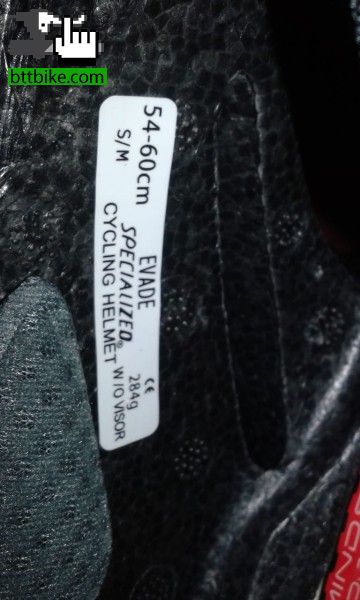 bttbike.com
54-60cm
S/M
EVADE
SPECIALIZED®
CYCLING HELMET W/O VISOR
CE
284g